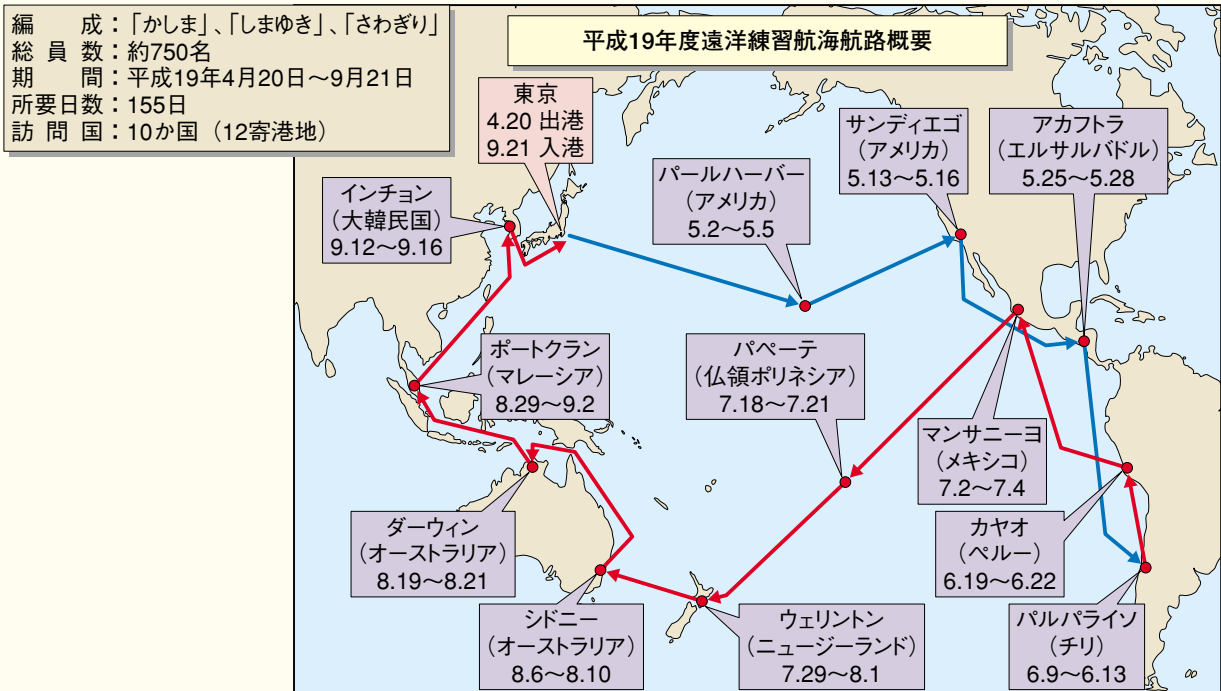 編成：「かしま」、「しまゆき」、「さわぎり」
総員数：約750名
期間：平成19年4月20日～9月21日
所要日数：155日
訪問国：10か国（12寄港地）
平成19年度遠洋練習航海航路概要
東京
4.20 出港
9.21 入港
インチョン
（大韓民国）
9.12～9.16
パールハーバー
（アメリカ）
5.2～5.5
サンディエゴ
（アメリカ）
5.13～5.16
アカフトラ
（エルサルバドル）
5.25～5.28
ポートクラン
（マレーシア）
8.29～9.2
パペーテ
（仏領ポリネシア）
7.18～7.21
マンサニーヨ
（メキシコ）
7.2～7.4
ダーウィン
（オーストラリア）
8.19～8.21
カヤオ
（ペルー）
6.19～6.22
シドニー
（オーストラリア）
8.6～8.10
ウェリントン
（ニュージーランド）
7.29～8.1
パルパライソ
（チリ）
6.9～6.13